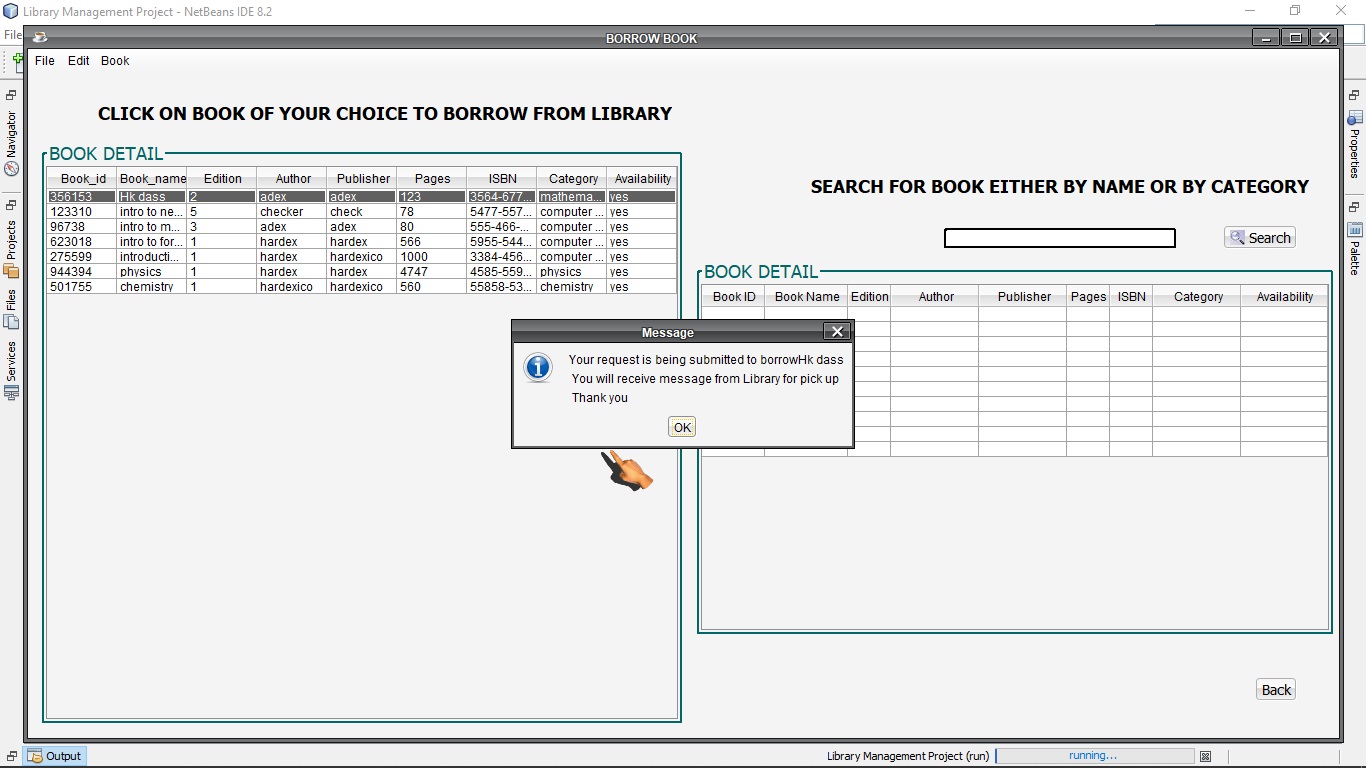 Library Management Project - NetBeans IDE 8.2
File
BORROW BOOK
File Edit Book
CLICK ON BOOK OF YOUR CHOICE TO BORROW FROM LIBRARY
BOOK DETAIL
Book_id Book_name Edition Author Publisher Pages ISBN Category Availability
356153 Hk dass 2 adex adex 123 3564-677... mathema... yes
123310 intro to ne... 5 checker check 78 5477-557... computer ... yes
96738 intro to m... 3 adex adex 80 555-466-... computer ... yes
623018 intro to for... 1 hardex hardex 566 5955-544... computer ... yes
275599 introducti... 1 hardex hardexico 1000 3384-456... computer ... yes
944394 physics 1 hardex hardex 4747 4585-559... physics yes
501755 chemistry 1 hardexico hardexico 560 55858-53... chemistry yes
SEARCH FOR BOOK EITHER BY NAME OR BY CATEGORY
Search
BOOK DETAIL
Book ID Book Name Edition Author Publisher Pages ISBN Category Availability
Message
Your request is being submitted to borrowHk dass
You will receive message from Library for pick up
Thank you
OK
Back
Navigator
Projects
Files
Services
Properties
Palette
Output
Library Management Project (run) running...